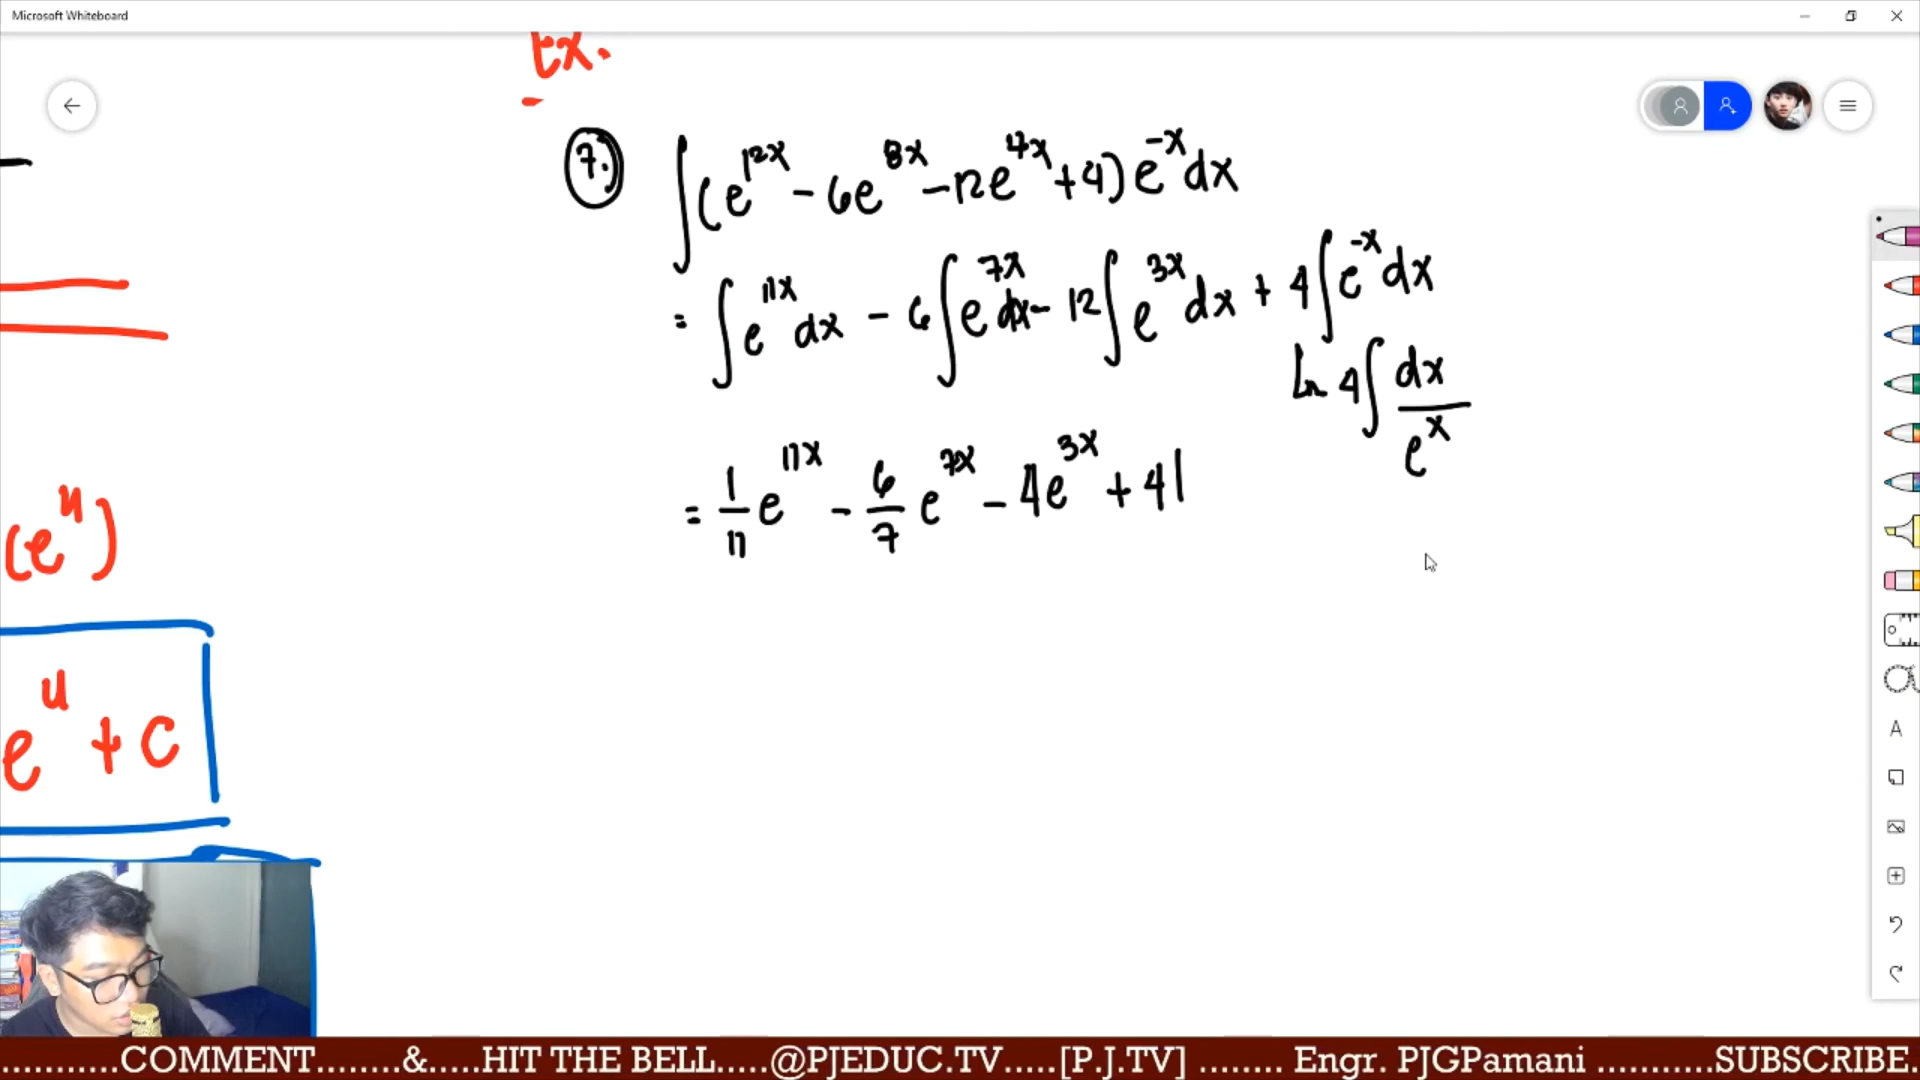 Microsoft Whiteboard
Ex.
7. ∫(e^12x - 6e^8x - 12e^4x + 4) e^-x dx
= ∫e^11x dx - 6∫e^7x dx - 12∫e^3x dx + 4∫e^-x dx
4∫ dx/e^x
= 1/11 e^11x - 6/7 e^7x - 4e^3x + 4|
(e^u)
e^u + c
A
...........COMMENT........&.....HIT THE BELL.....@PJEDUC.TV.....[P.J.TV] ........ Engr. PJGPamani ...........SUBSCRIBE.